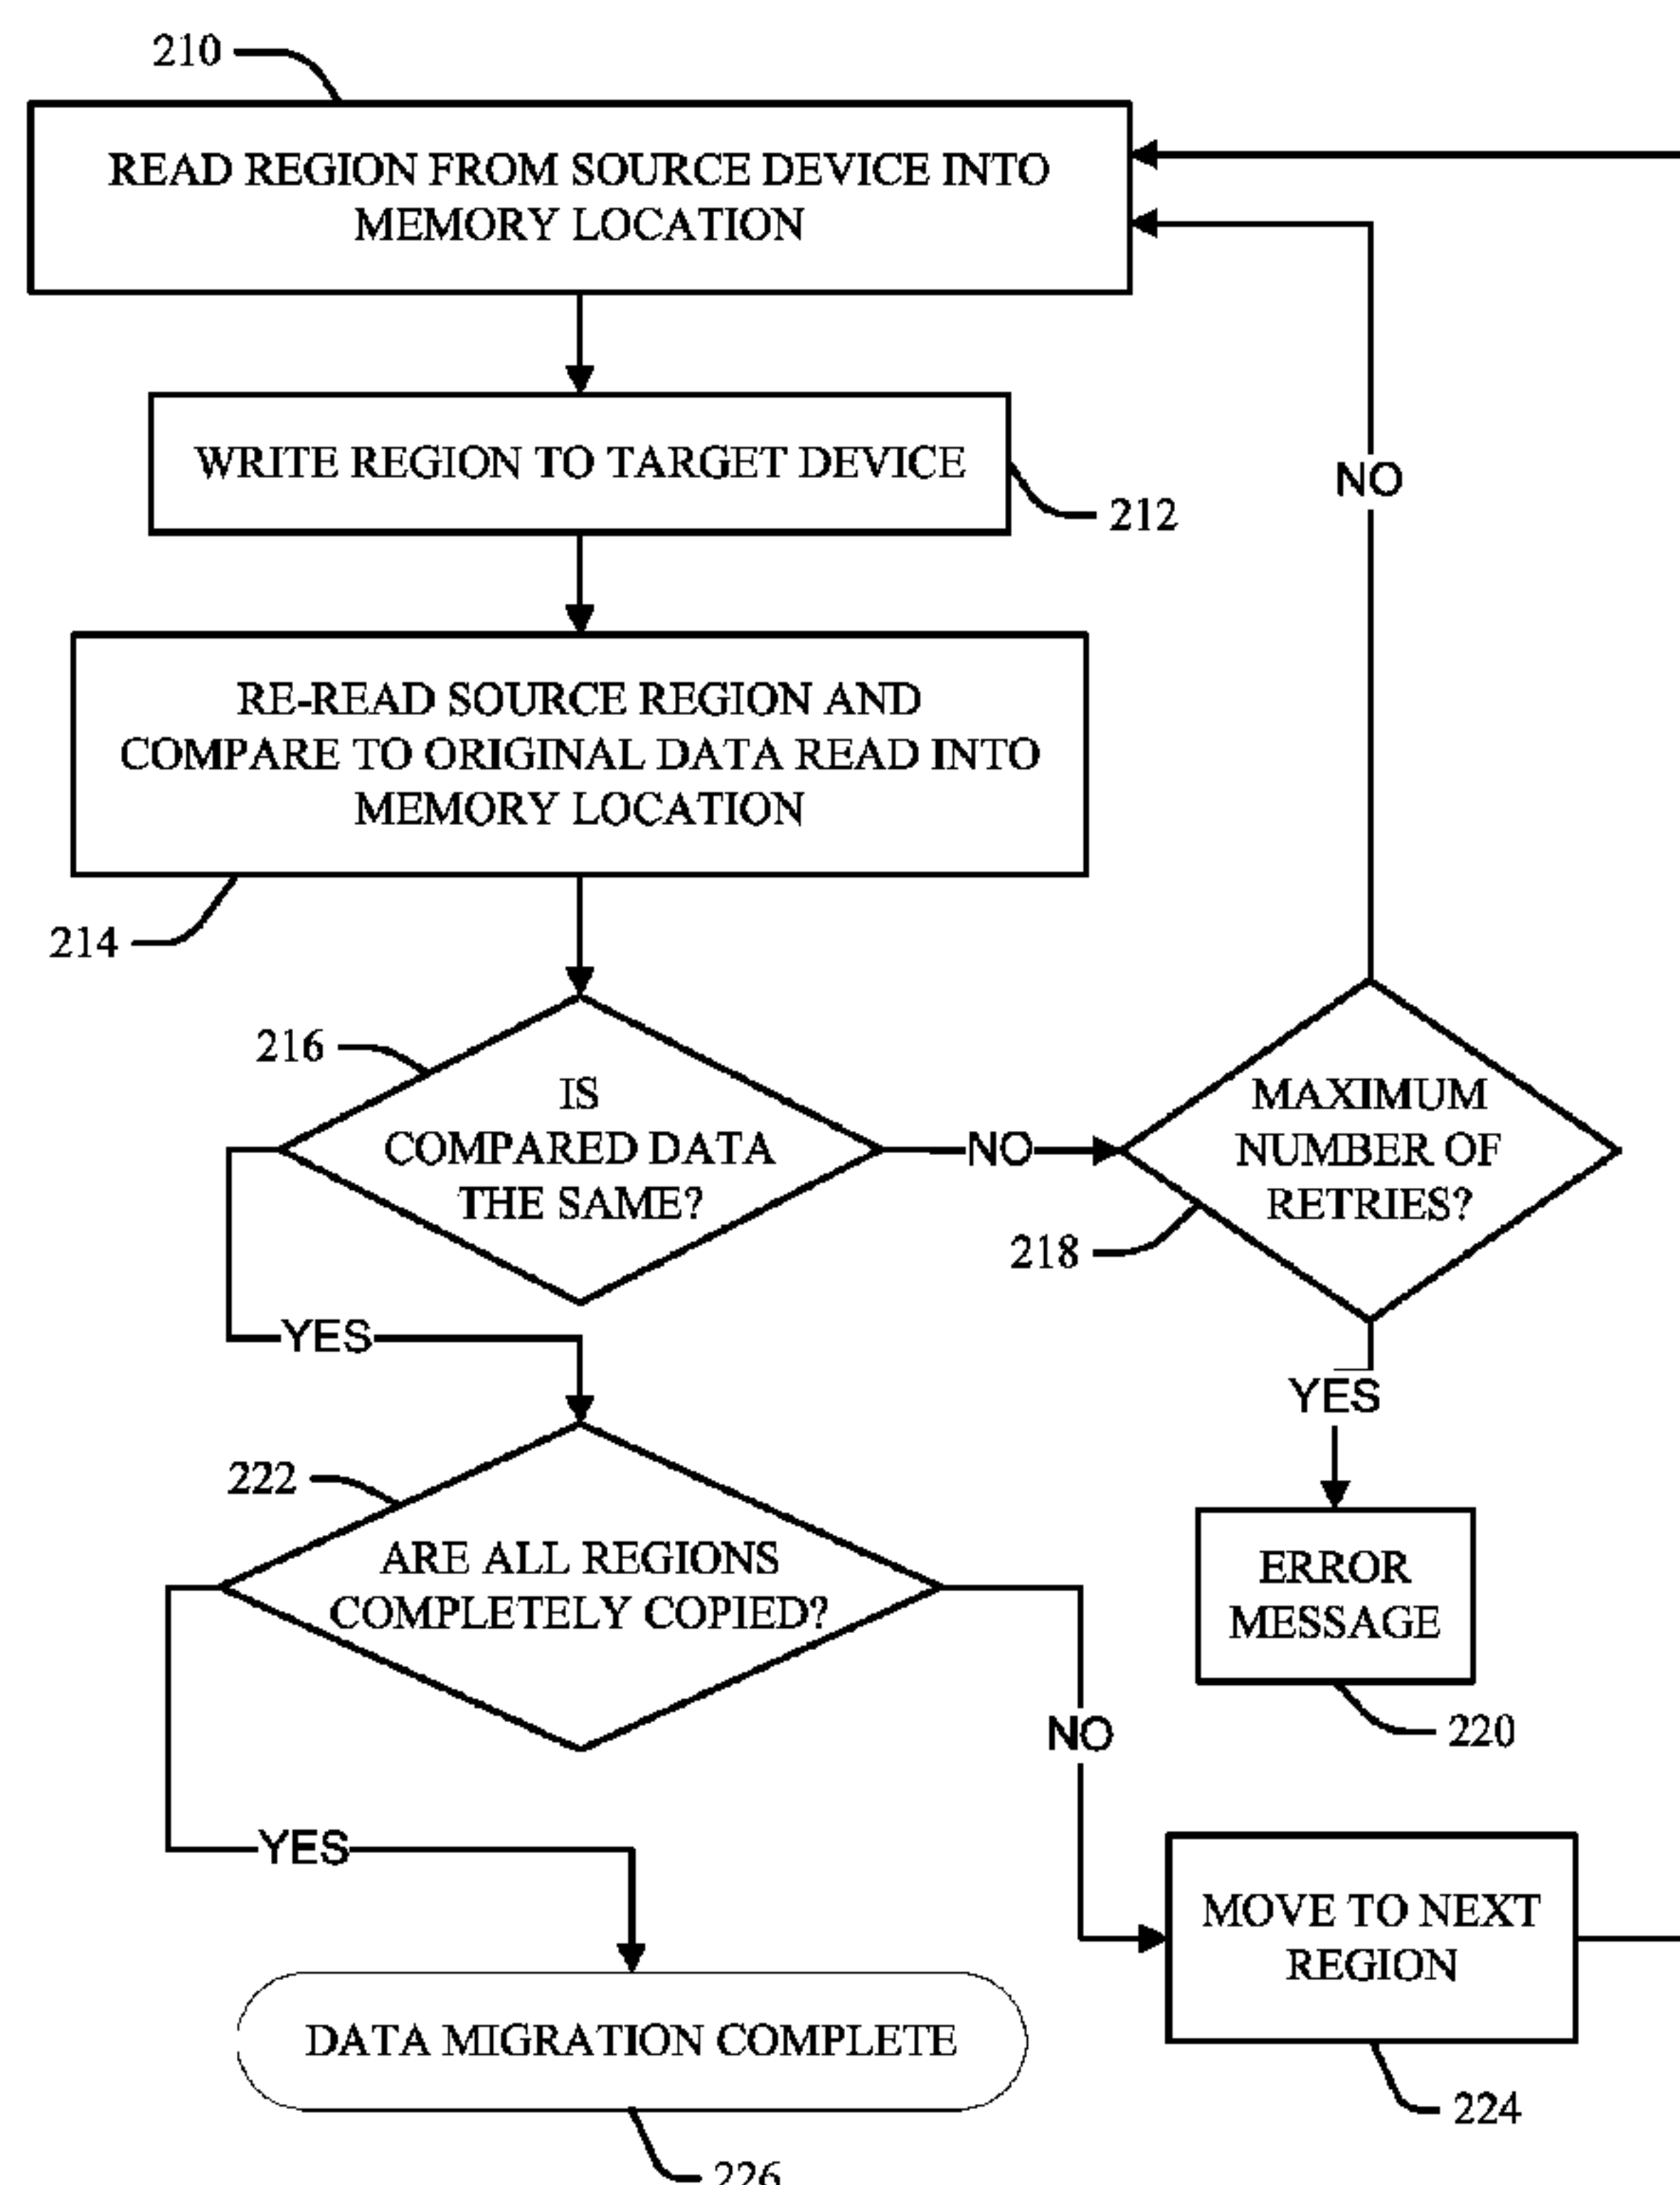 210
READ REGION FROM SOURCE DEVICE INTO
MEMORY LOCATION
WRITE REGION TO TARGET DEVICE
NO
212
RE-READ SOURCE REGION AND
COMPARE TO ORIGINAL DATA READ INTO
MEMORY LOCATION
214
216
IS
COMPARED DATA
THE SAME?
NO
MAXIMUM
NUMBER OF
RETRIES?
218
YES
YES
222
ARE ALL REGIONS
COMPLETELY COPIED?
ERROR
MESSAGE
220
NO
YES
MOVE TO NEXT
REGION
DATA MIGRATION COMPLETE
224
226